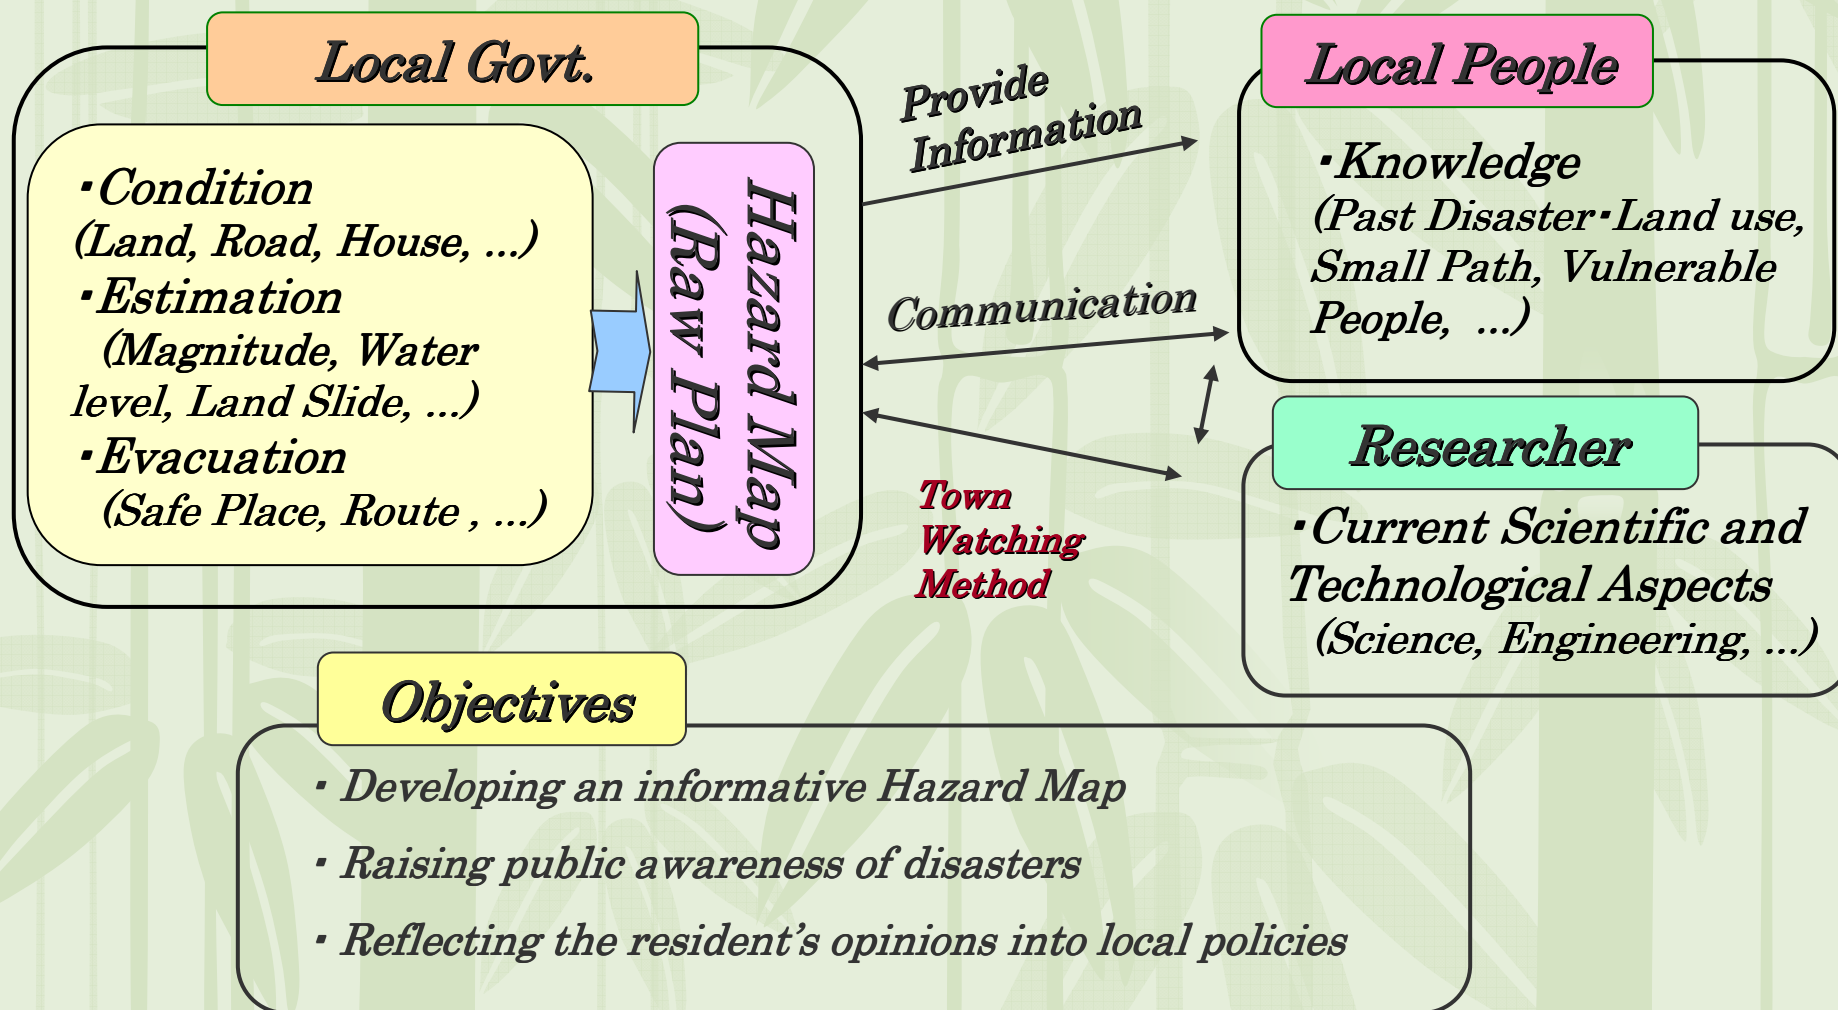 Local Govt.
・Condition
(Land, Road, House, ...)
・Estimation
(Magnitude, Water
level, Land Slide, ...)
・Evacuation
(Safe Place, Route , ...)
Hazard Map
(Raw Plan)
Provide
Information
Communication
Town
Watching
Method
Local People
・Knowledge
(Past Disaster・Land use,
Small Path, Vulnerable
People, ...)
Researcher
・Current Scientific and
Technological Aspects
(Science, Engineering, ...)
Objectives
・Developing an informative Hazard Map
・Raising public awareness of disasters
・Reflecting the resident’s opinions into local policies